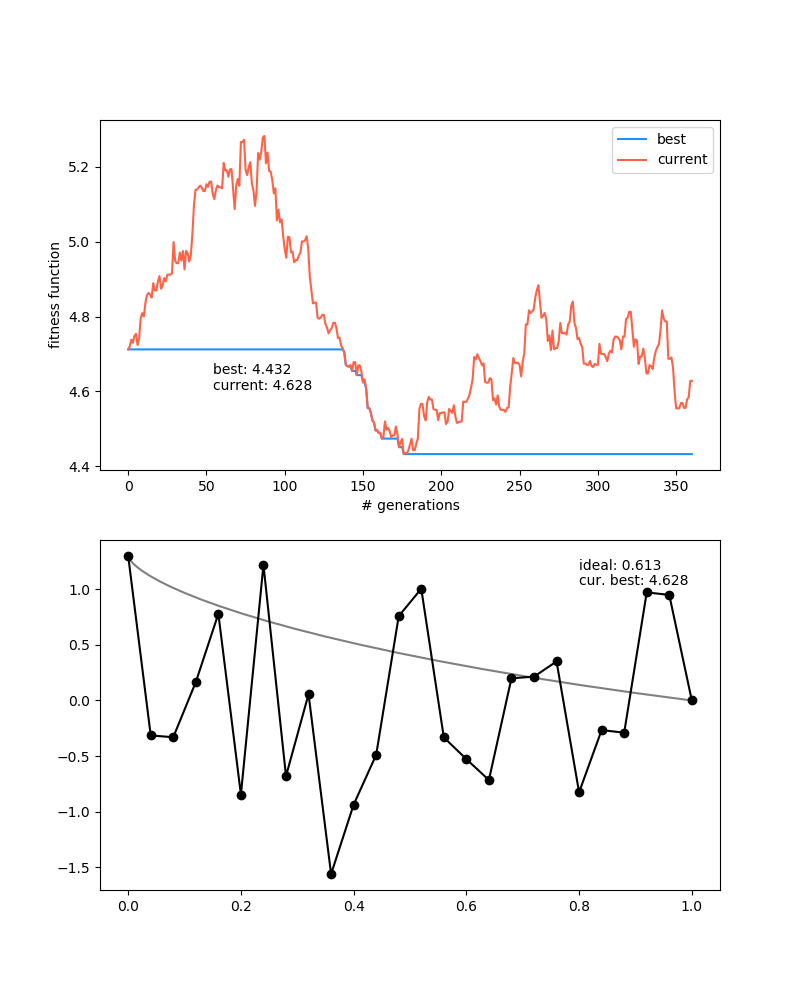 best
current
5.2
5.0
4.8
4.6
4.4
fitness function
best: 4.432
current: 4.628
0 50 100 150 200 250 300 350
# generations
ideal: 0.613
cur. best: 4.628
1.0
0.5
0.0
−0.5
−1.0
−1.5
0.0 0.2 0.4 0.6 0.8 1.0